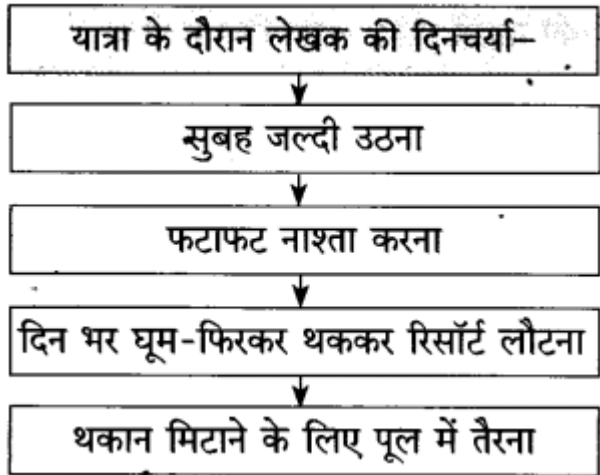 यात्रा के दौरान लेखक की दिनचर्या–
सुबह जल्दी उठना
फटाफट नाश्ता करना
दिन भर घूम-फिरकर थककर रिसॉर्ट लौटना
थकान मिटाने के लिए पूल में तैरना